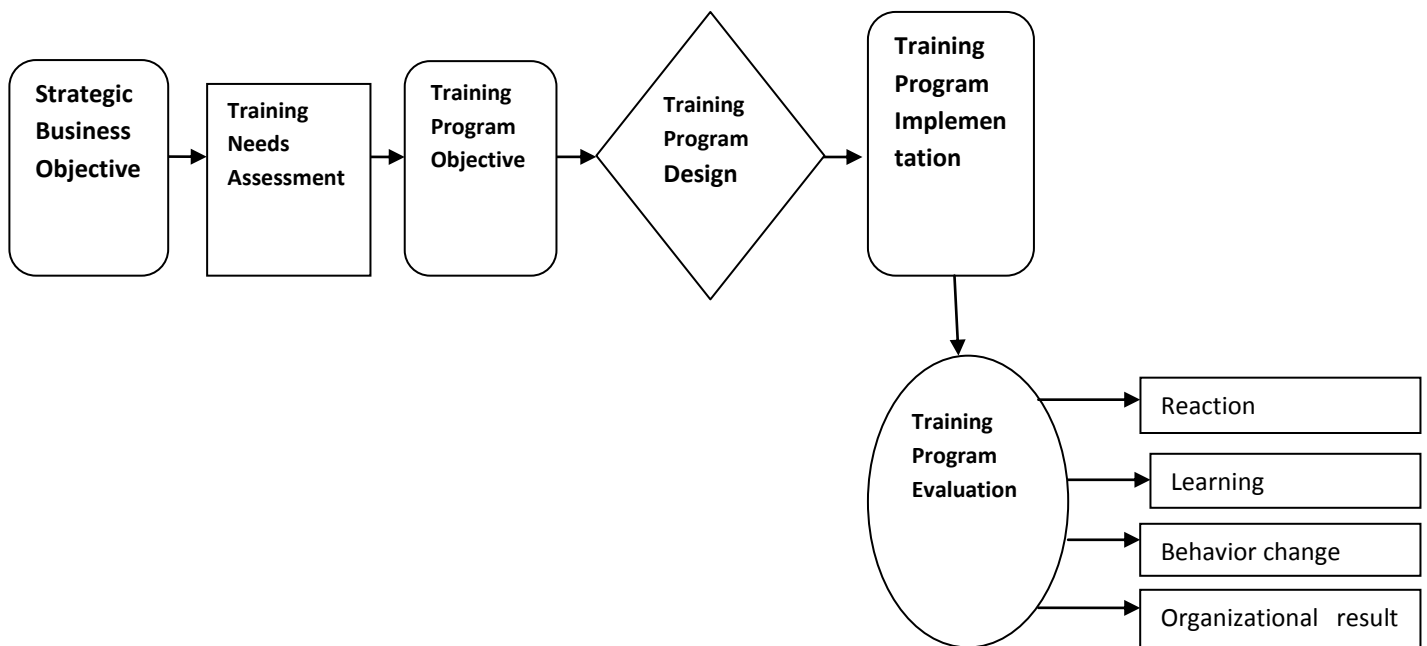 Strategic
Business
Objective
Training
Needs
Assessment
Training
Program
Objective
Training
Program
Design
Training
Program
Implemen
tation
Training
Program
Evaluation
Reaction
Learning
Behavior change
Organizational result